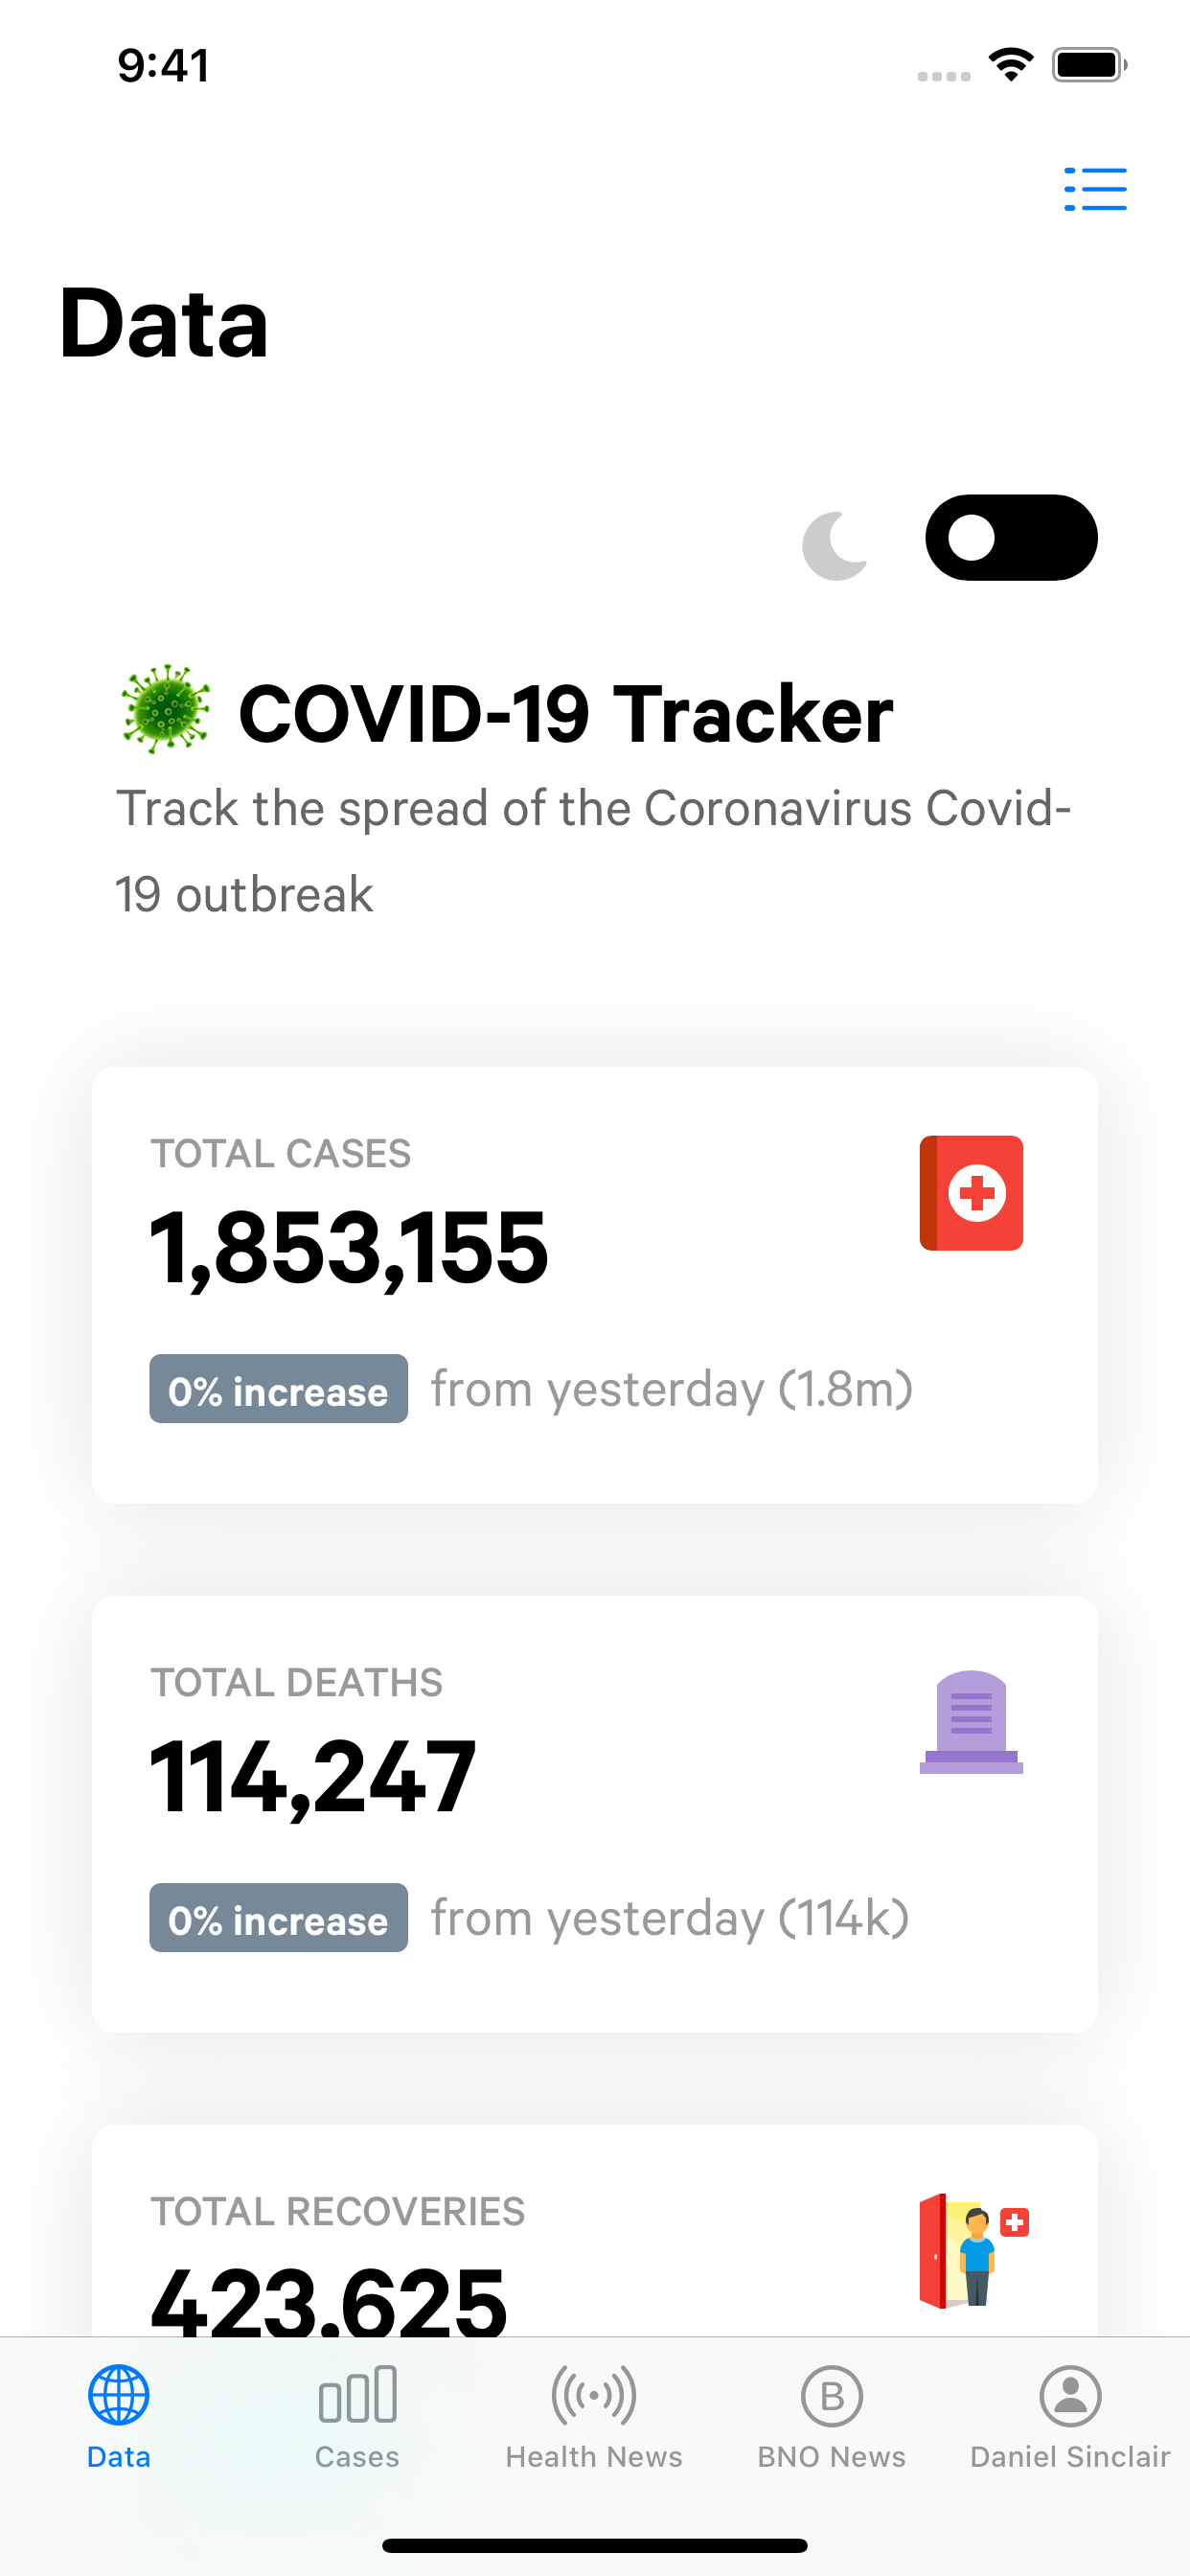 9:41
Data
COVID-19 Tracker
Track the spread of the Coronavirus Covid-
19 outbreak
TOTAL CASES
1,853,155
0% increase from yesterday (1.8m)
TOTAL DEATHS
114,247
0% increase from yesterday (114k)
TOTAL RECOVERIES
423,625
Data Cases Health News B BNO News Daniel Sinclair